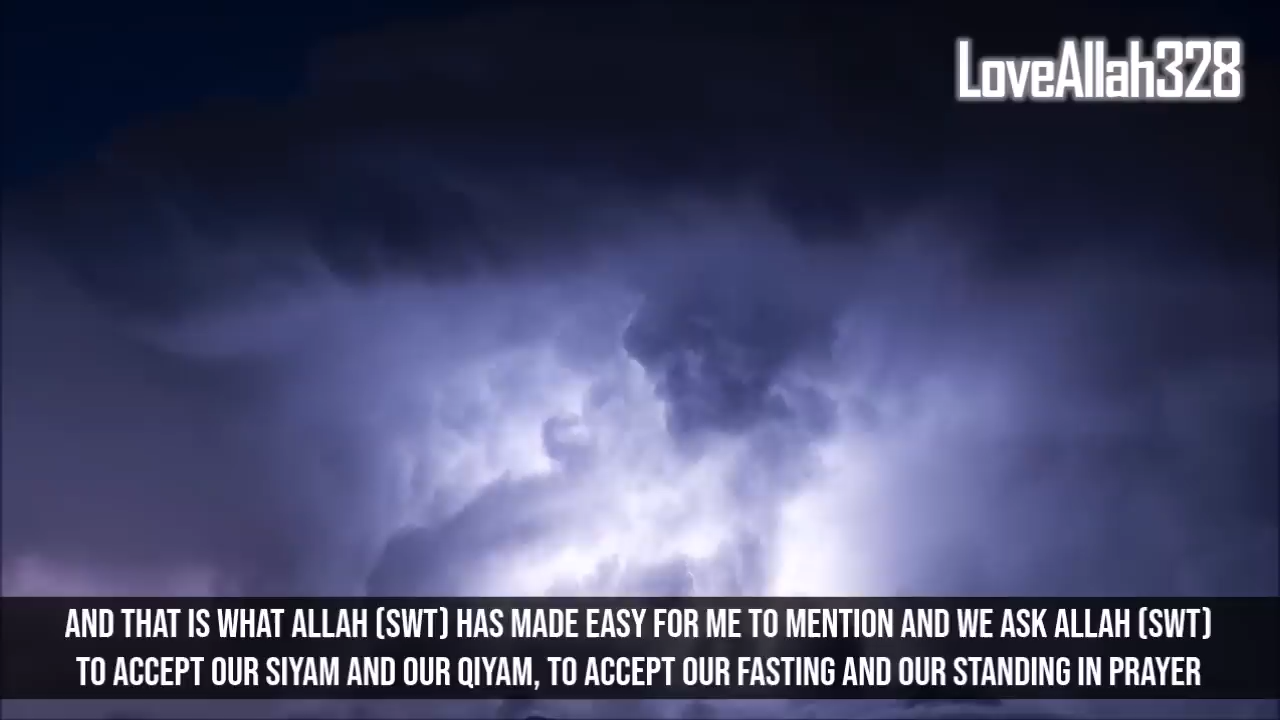 LoveAllah328
AND THAT IS WHAT ALLAH (SWT) HAS MADE EASY FOR ME TO MENTION AND WE ASK ALLAH (SWT)
TO ACCEPT OUR SIYAM AND OUR QIYAM, TO ACCEPT OUR FASTING AND OUR STANDING IN PRAYER